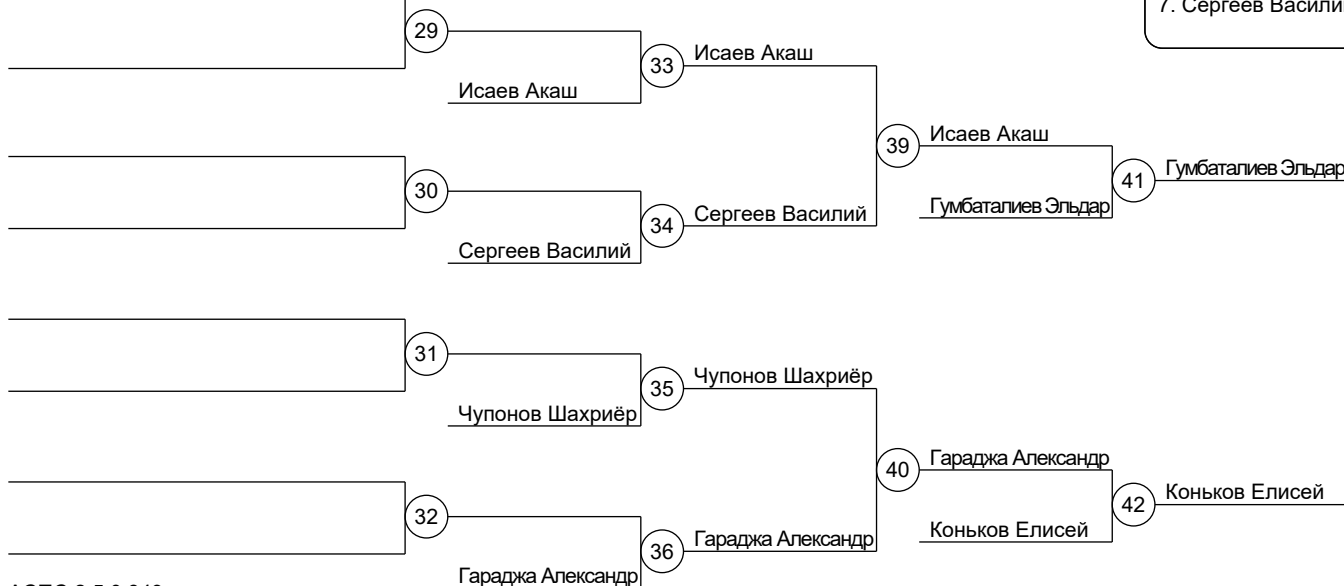 7. Сергеев Васили
29
33
Исаев Акаш
Исаев Акаш
39
Исаев Акаш
41
Гумбаталиев Эльдар
30
34
Сергеев Василий
Гумбаталиев Эльдар
Сергеев Василий
31
35
Чупонов Шахриёр
Чупонов Шахриёр
40
Гараджа Александр
42
Коньков Елисей
32
36
Гараджа Александр
Коньков Елисей
Гараджа Александр